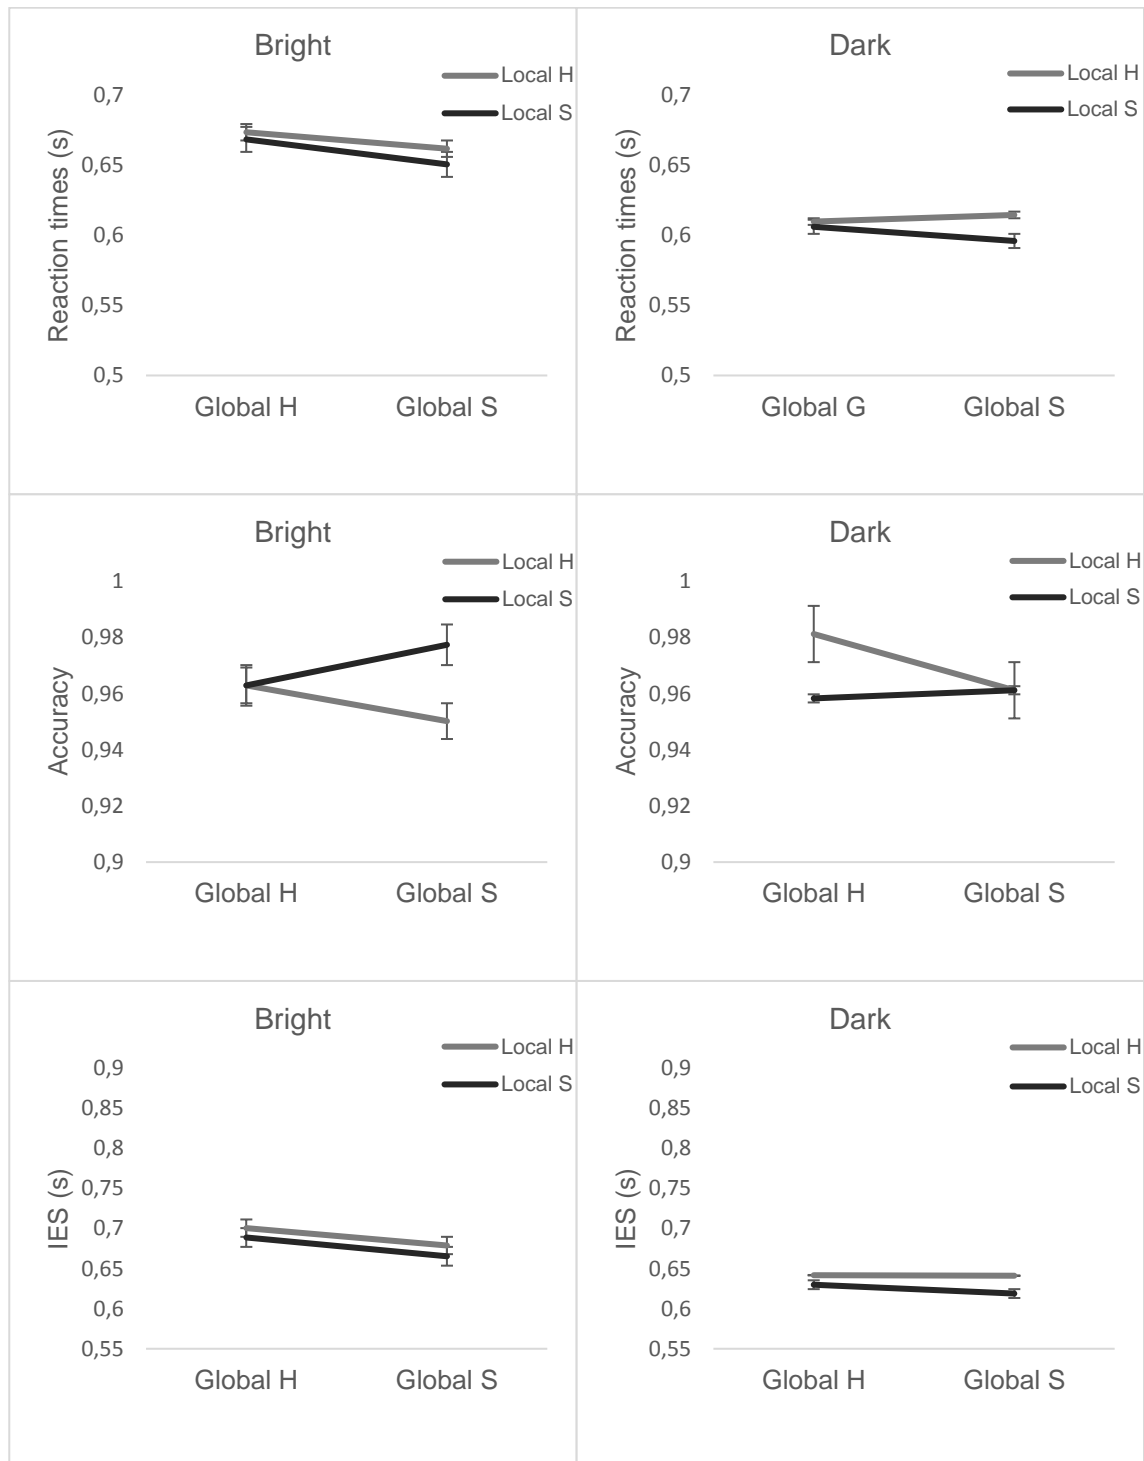 Bright
Local H
Local S
0,7
0,65
0,6
0,55
0,5
Reaction times (s)
Global H
Global S
Dark
Local H
Local S
0,7
0,65
0,6
0,55
0,5
Reaction times (s)
Global G
Global S
Bright
Local H
Local S
1
0,98
0,96
0,94
0,92
0,9
Accuracy
Global H
Global S
Dark
Local H
Local S
1
0,98
0,96
0,94
0,92
0,9
Accuracy
Global H
Global S
Bright
Local H
Local S
0,9
0,85
0,8
0,75
0,7
0,65
0,6
0,55
IES (s)
Global H
Global S
Dark
Local H
Local S
0,9
0,85
0,8
0,75
0,7
0,65
0,6
0,55
IES (s)
Global H
Global S